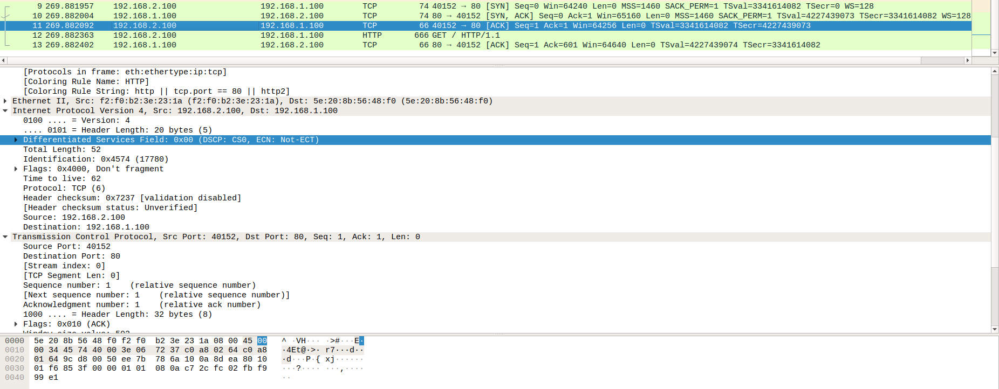 9 269.881957 192.168.2.100 192.168.1.100 TCP 74 40152 → 80 [SYN] Seq=0 Win=64240 Len=0 MSS=1460 SACK_PERM=1 TSval=3341614082 TSecr=0 WS=128
10 269.882004 192.168.1.100 192.168.2.100 TCP 74 80 → 40152 [SYN, ACK] Seq=0 Ack=1 Win=65160 Len=0 MSS=1460 SACK_PERM=1 TSval=4227439073 TSecr=3341614082 WS=128
11 269.882092 192.168.2.100 192.168.1.100 TCP 66 40152 → 80 [ACK] Seq=1 Ack=1 Win=64256 Len=0 TSval=3341614082 TSecr=4227439073
12 269.882363 192.168.2.100 192.168.1.100 HTTP 666 GET / HTTP/1.1
13 269.882402 192.168.1.100 192.168.2.100 TCP 66 80 → 40152 [ACK] Seq=1 Ack=601 Win=64640 Len=0 TSval=4227439074 TSecr=3341614082
[Protocols in frame: eth:ethertype:ip:tcp]
[Coloring Rule Name: HTTP]
[Coloring Rule String: http || tcp.port == 80 || http2]
Ethernet II, Src: f2:f0:b2:3e:23:1a (f2:f0:b2:3e:23:1a), Dst: 5e:20:8b:56:48:f0 (5e:20:8b:56:48:f0)
Internet Protocol Version 4, Src: 192.168.2.100, Dst: 192.168.1.100
0100 .... = Version: 4
.... 0101 = Header Length: 20 bytes (5)
Differentiated Services Field: 0x00 (DSCP: CS0, ECN: Not-ECT)
Total Length: 52
Identification: 0x4574 (17780)
Flags: 0x4000, Don't fragment
Time to live: 62
Protocol: TCP (6)
Header checksum: 0x7237 [validation disabled]
[Header checksum status: Unverified]
Source: 192.168.2.100
Destination: 192.168.1.100
Transmission Control Protocol, Src Port: 40152, Dst Port: 80, Seq: 1, Ack: 1, Len: 0
Source Port: 40152
Destination Port: 80
[Stream index: 0]
[TCP Segment Len: 0]
Sequence number: 1 (relative sequence number)
[Next sequence number: 1 (relative sequence number)]
Acknowledgment number: 1 (relative ack number)
1000 .... = Header Length: 32 bytes (8)
Flags: 0x010 (ACK)
Window size value: 502
0000 5e 20 8b 56 48 f0 f2 f0 b2 3e 23 1a 08 00 45 00 ^ ·VH··· ·>#···E·
0010 00 34 45 74 40 00 3e 06 72 37 c0 a8 02 64 c0 a8 ·4Et@·>· r7···d··
0020 01 64 9c d8 00 50 ee 7b 78 6a 10 0a 8d ea 80 10 ·d···P·{ xj······
0030 01 f6 85 3f 00 00 01 01 08 0a c7 2c fc 02 fb f9 ···?···· ···,····
0040 99 e1 ··